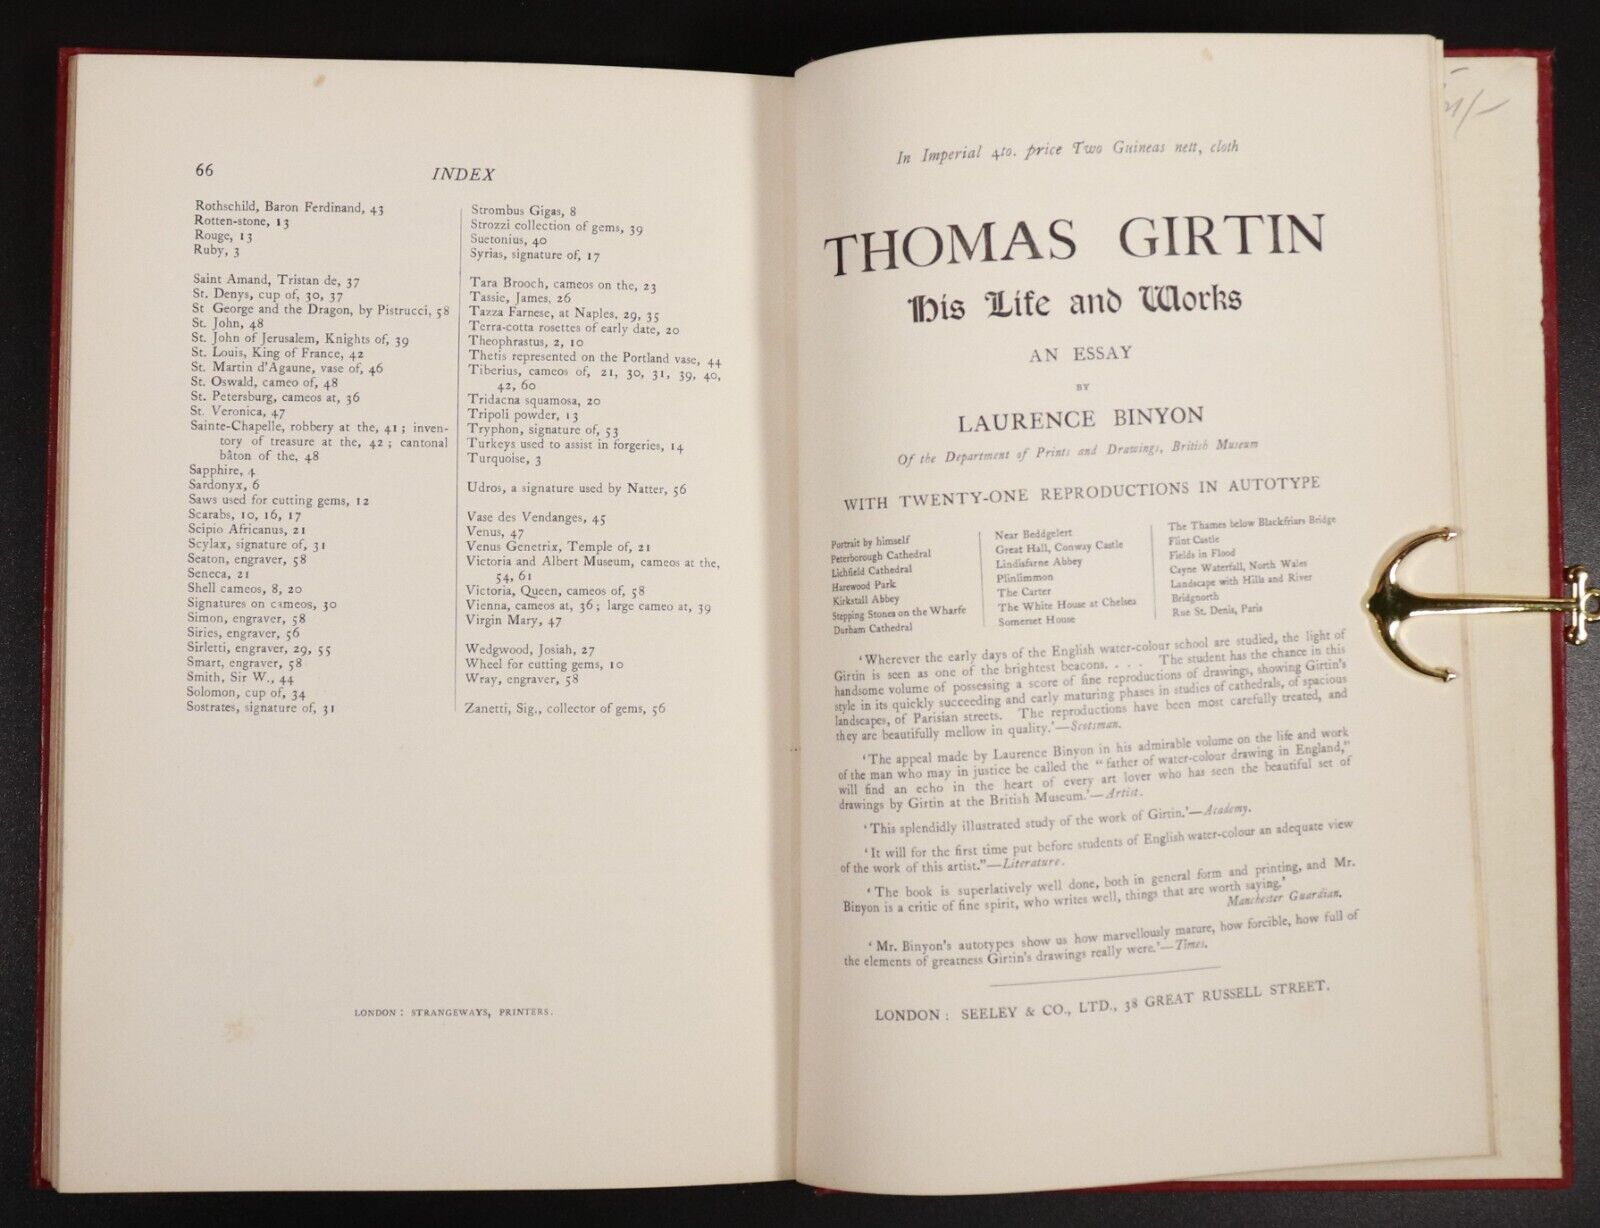 66
INDEX
Rothschild, Baron Ferdinand, 43
Rotten-stone, 13
Rouge, 13
Ruby, 3
Saint Amand, Tristan de, 37
St. Denys, cup of, 30, 37
St George and the Dragon, by Pistrucci, 58
St. John, 48
St. John of Jerusalem, Knights of, 39
St. Louis, King of France, 42
St. Martin d'Agaune, vase of, 46
St. Oswald, cameo of, 48
St. Petersburg, cameos at, 36
St. Veronica, 47
Sainte-Chapelle, robbery at the, 41 ; inven-
tory of treasure at the, 42 ; cantonal
bâton of the, 48
Sapphire, 4
Sardonyx, 6
Saws used for cutting gems, 12
Scarabs, 10, 16, 17
Scipio Africanus, 21
Scylax, signature of, 31
Seaton, engraver, 58
Seneca, 21
Shell cameos, 8, 20
Signatures on cameos, 30
Simon, engraver, 58
Siries, engraver, 56
Sirletti, engraver, 29, 55
Smart, engraver, 58
Smith, Sir W., 44
Solomon, cup of, 34
Sostrates, signature of, 31
Strombus Gigas, 8
Strozzi collection of gems, 39
Suetonius, 40
Syrias, signature of, 17
Tara Brooch, cameos on the, 23
Tassie, James, 26
Tazza Farnese, at Naples, 29, 35
Terra-cotta rosettes of early date, 20
Theophrastus, 2, 10
Thetis represented on the Portland vase, 44
Tiberius, cameos of, 21, 30, 31, 39, 40,
42, 60
Tridacna squamosa, 20
Tripoli powder, 13
Tryphon, signature of, 53
Turkeys used to assist in forgeries, 14
Turquoise, 3
Udros, a signature used by Natter, 56
Vase des Vendanges, 45
Venus, 47
Venus Genetrix, Temple of, 21
Victoria and Albert Museum, cameos at the,
54, 61
Victoria, Queen, cameos of, 58
Vienna, cameos at, 36 ; large cameo at, 39
Virgin Mary, 47
Wedgwood, Josiah, 27
Wheel for cutting gems, 10
Wray, engraver, 58
Zanetti, Sig., collector of gems, 56
LONDON : STRANGEWAYS, PRINTERS.
In Imperial 4to. price Two Guineas nett, cloth
THOMAS GIRTIN
His Life and Works
AN ESSAY
BY
LAURENCE BINYON
Of the Department of Prints and Drawings, British Museum
WITH TWENTY-ONE REPRODUCTIONS IN AUTOTYPE
Portrait by himself
Peterborough Cathedral
Lichfield Cathedral
Harewood Park
Kirkstall Abbey
Stepping Stones on the Wharfe
Durham Cathedral
Near Beddgelert
Great Hall, Conway Castle
Lindisfarne Abbey
Plinlimmon
The Carter
The White House at Chelsea
Somerset House
The Thames below Blackfriars Bridge
Flint Castle
Fields in Flood
Cayne Waterfall, North Wales
Landscape with Hills and River
Bridgnorth
Rue St. Denis, Paris
'Wherever the early days of the English water-colour school are studied, the light of
Girtin is seen as one of the brightest beacons. . . . The student has the chance in this
handsome volume of possessing a score of fine reproductions of drawings, showing Girtin's
style in its quickly succeeding and early maturing phases in studies of cathedrals, of spacious
landscapes, of Parisian streets. The reproductions have been most carefully treated, and
they are beautifully mellow in quality.'—Scotsman.
'The appeal made by Laurence Binyon in his admirable volume on the life and work
of the man who may in justice be called the "father of water-colour drawing in England,"
will find an echo in the heart of every art lover who has seen the beautiful set of
drawings by Girtin at the British Museum.'—Artist.
'This splendidly illustrated study of the work of Girtin.'—Academy.
'It will for the first time put before students of English water-colour an adequate view
of the work of this artist."—Literature.
'The book is superlatively well done, both in general form and printing, and Mr.
Binyon is a critic of fine spirit, who writes well, things that are worth saying.'
Manchester Guardian.
'Mr. Binyon's autotypes show us how marvellously mature, how forcible, how full of
the elements of greatness Girtin's drawings really were.'—Times.
LONDON : SEELEY & CO., LTD., 38 GREAT RUSSELL STREET.